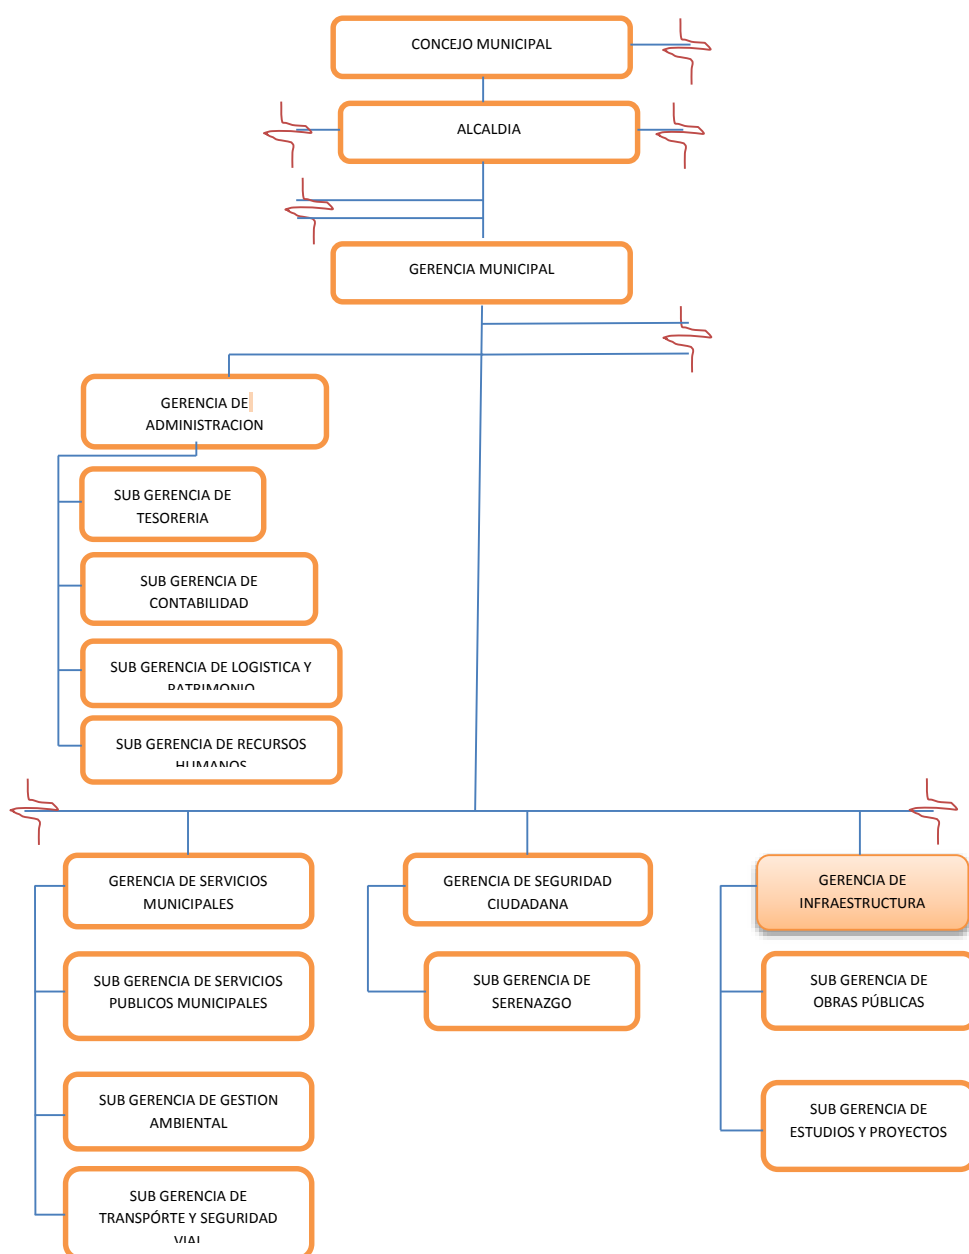 CONCEJO MUNICIPAL
ALCALDIA
GERENCIA MUNICIPAL
GERENCIA DE
ADMINISTRACION
SUB GERENCIA DE
TESORERIA
SUB GERENCIA DE
CONTABILIDAD
SUB GERENCIA DE LOGISTICA Y
PATRIMONIO
SUB GERENCIA DE RECURSOS
HUMANOS
GERENCIA DE SERVICIOS
MUNICIPALES
SUB GERENCIA DE SERVICIOS
PUBLICOS MUNICIPALES
SUB GERENCIA DE GESTION
AMBIENTAL
SUB GERENCIA DE
TRANSPÓRTE Y SEGURIDAD
VIAL
GERENCIA DE SEGURIDAD
CIUDADANA
SUB GERENCIA DE
SERENAZGO
GERENCIA DE
INFRAESTRUCTURA
SUB GERENCIA DE
OBRAS PÚBLICAS
SUB GERENCIA DE
ESTUDIOS Y PROYECTOS